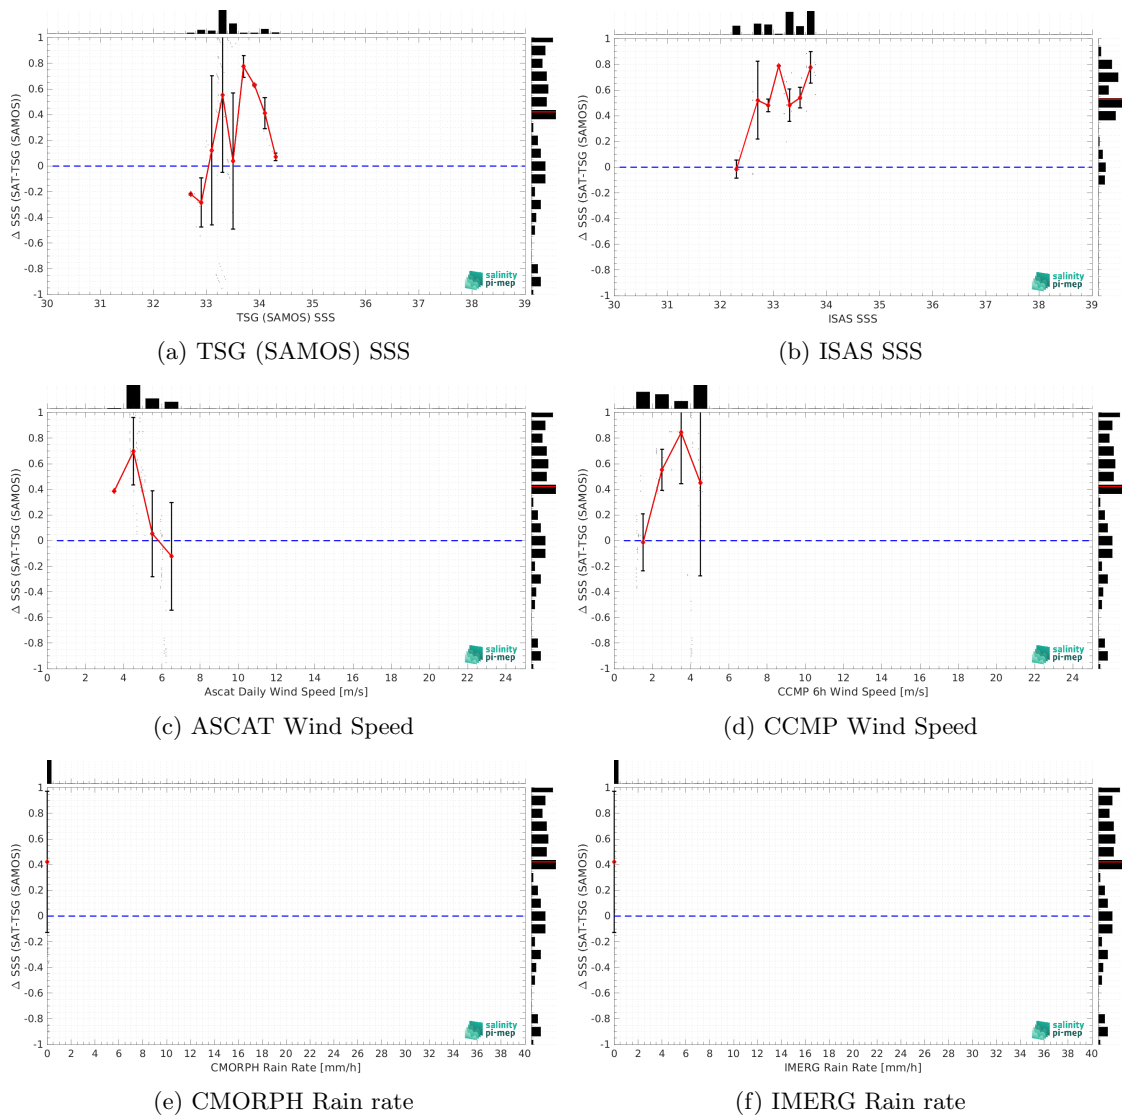 1
0.8
0.6
0.4
0.2
0
-0.2
-0.4
-0.6
-0.8
-1
Δ SSS (SAT-TSG (SAMOS))
salinity
pi-mep
30 31 32 33 34 35 36 37 38 39
TSG (SAMOS) SSS
(a) TSG (SAMOS) SSS
1
0.8
0.6
0.4
0.2
0
-0.2
-0.4
-0.6
-0.8
-1
Δ SSS (SAT-TSG (SAMOS))
salinity
pi-mep
30 31 32 33 34 35 36 37 38 39
ISAS SSS
(b) ISAS SSS
1
0.8
0.6
0.4
0.2
0
-0.2
-0.4
-0.6
-0.8
-1
Δ SSS (SAT-TSG (SAMOS))
salinity
pi-mep
0 2 4 6 8 10 12 14 16 18 20 22 24
Ascat Daily Wind Speed [m/s]
(c) ASCAT Wind Speed
1
0.8
0.6
0.4
0.2
0
-0.2
-0.4
-0.6
-0.8
-1
Δ SSS (SAT-TSG (SAMOS))
salinity
pi-mep
0 2 4 6 8 10 12 14 16 18 20 22 24
CCMP 6h Wind Speed [m/s]
(d) CCMP Wind Speed
1
0.8
0.6
0.4
0.2
0
-0.2
-0.4
-0.6
-0.8
-1
Δ SSS (SAT-TSG (SAMOS))
salinity
pi-mep
0 2 4 6 8 10 12 14 16 18 20 22 24 26 28 30 32 34 36 38 40
CMORPH Rain Rate [mm/h]
(e) CMORPH Rain rate
1
0.8
0.6
0.4
0.2
0
-0.2
-0.4
-0.6
-0.8
-1
Δ SSS (SAT-TSG (SAMOS))
salinity
pi-mep
0 2 4 6 8 10 12 14 16 18 20 22 24 26 28 30 32 34 36 38 40
IMERG Rain Rate [mm/h]
(f) IMERG Rain rate